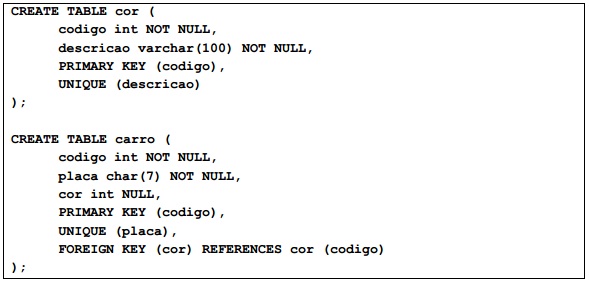 CREATE TABLE cor (
codigo int NOT NULL,
descricao varchar(100) NOT NULL,
PRIMARY KEY (codigo),
UNIQUE (descricao)
);
CREATE TABLE carro (
codigo int NOT NULL,
placa char(7) NOT NULL,
cor int NULL,
PRIMARY KEY (codigo),
UNIQUE (placa),
FOREIGN KEY (cor) REFERENCES cor (codigo)
);